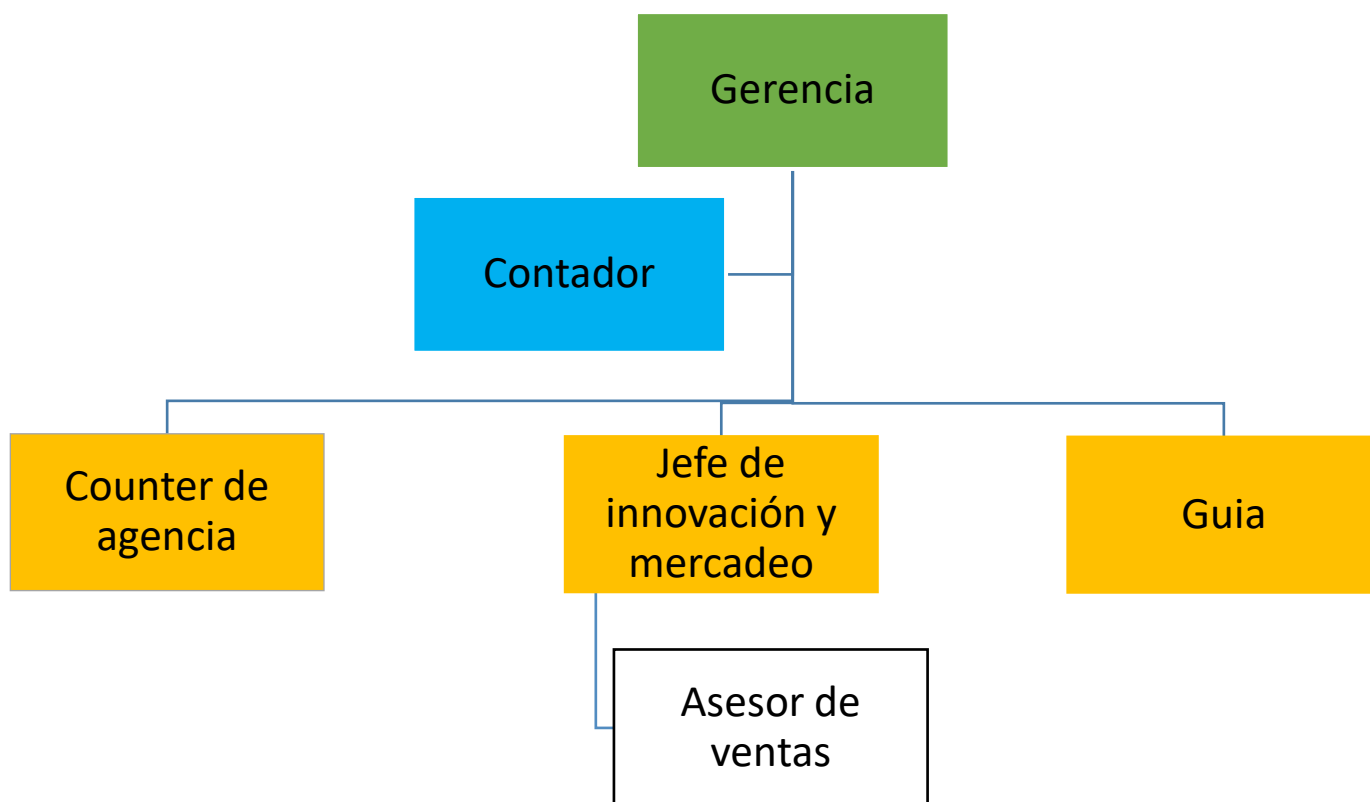 Gerencia
Contador
Counter de
agencia
Jefe de
innovación y
mercadeo
Guia
Asesor de
ventas